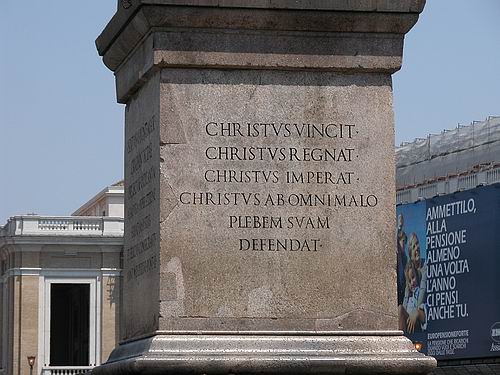 CHRISTVS VINCIT·
CHRISTVS REGNAT·
CHRISTVS IMPERAT·
CHRISTVS AB OMNI MALO
PLEBEM SVAM
DEFENDAT·
AMMETTILO,
ALLA
PENSIONE
ALMENO
UNA VOLTA
L'ANNO
CI PENSI
ANCHE TU.
EUROPENSIONEFORTE